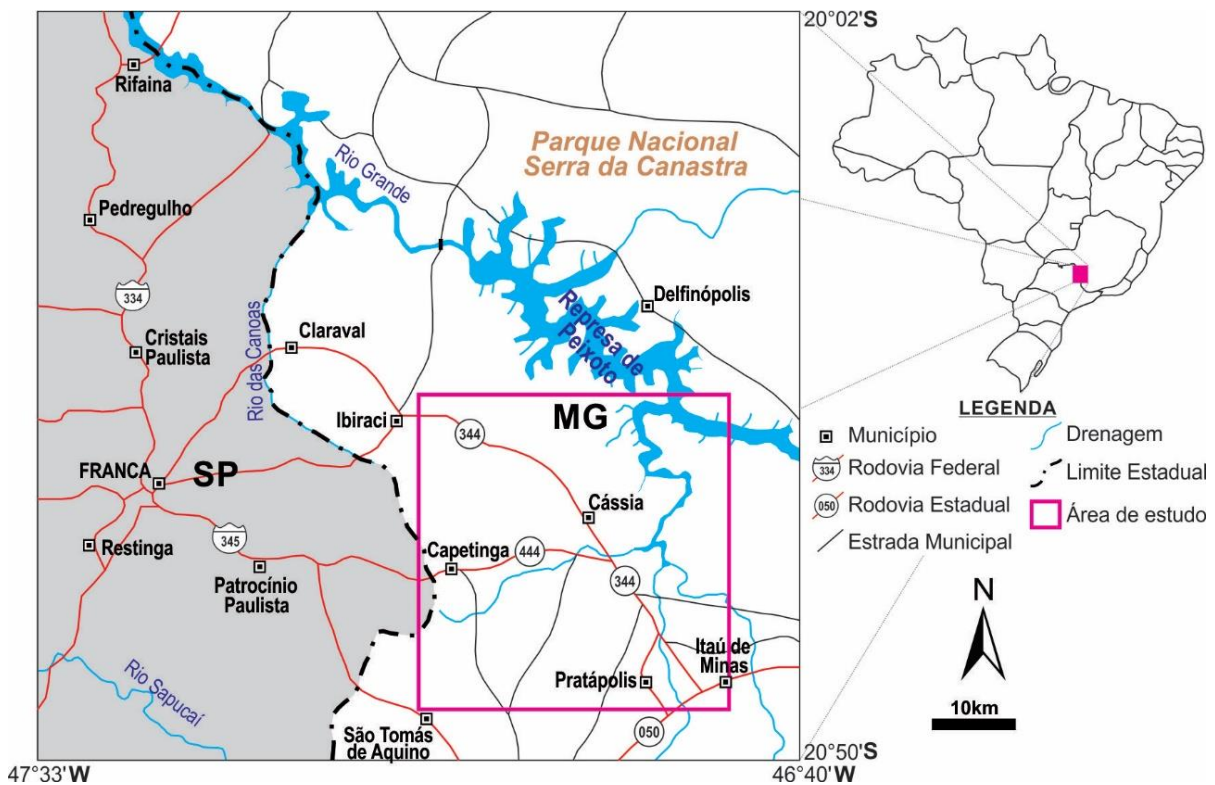 20°02'S
Rifaina
Rio Grande
Parque Nacional
Serra da Canastra
Pedregulho
334
Cristais
Paulista
Rio das Canoas
Claraval
Delfinópolis
Represa de
Peixoto
Ibiraci
344
MG
FRANCA
SP
Cássia
Restinga
345
Patrocínio
Paulista
Capetinga
444
344
Itaú de
Minas
Pratápolis
Rio Sapucaí
São Tomás
de Aquino
050
20°50'S
47°33'W
46°40'W
LEGENDA
Município
334
Rodovia Federal
050
Rodovia Estadual
Estrada Municipal
Drenagem
Limite Estadual
Área de estudo
N
10km